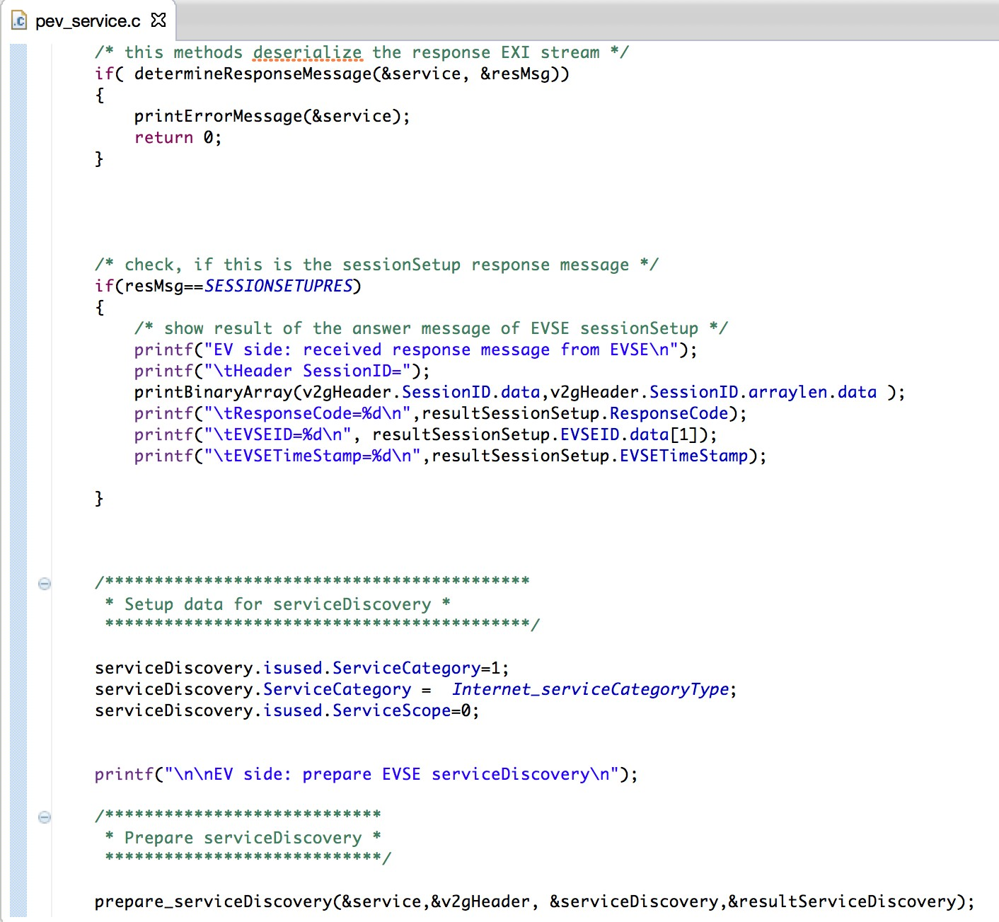 .c pev_service.c
/* this methods deserialize the response EXI stream */
if( determineResponseMessage(&service, &resMsg))
{
printErrorMessage(&service);
return 0;
}
/* check, if this is the sessionSetup response message */
if(resMsg==SESSIONSETUPRES)
{
/* show result of the answer message of EVSE sessionSetup */
printf("EV side: received response message from EVSE\n");
printf("\tHeader SessionID=");
printBinaryArray(v2gHeader.SessionID.data,v2gHeader.SessionID.arraylen.data );
printf("\tResponseCode=%d\n",resultSessionSetup.ResponseCode);
printf("\tEVSEID=%d\n", resultSessionSetup.EVSEID.data[1]);
printf("\tEVSETimeStamp=%d\n",resultSessionSetup.EVSETimeStamp);
}
/*******************************************
* Setup data for serviceDiscovery *
*******************************************/
serviceDiscovery.isused.ServiceCategory=1;
serviceDiscovery.ServiceCategory =  Internet_serviceCategoryType;
serviceDiscovery.isused.ServiceScope=0;
printf("\n\nEV side: prepare EVSE serviceDiscovery\n");
/****************************
* Prepare serviceDiscovery *
****************************/
prepare_serviceDiscovery(&service,&v2gHeader, &serviceDiscovery,&resultServiceDiscovery);